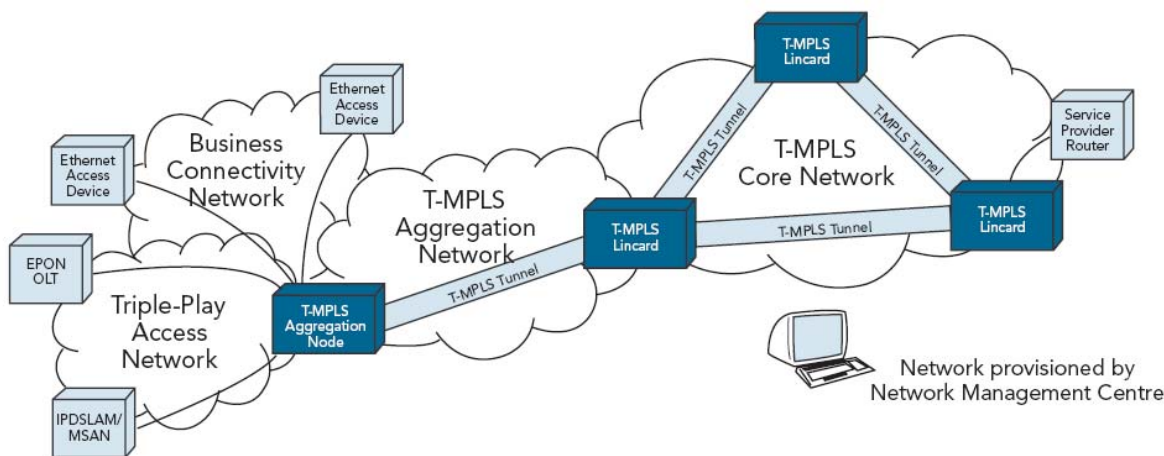 T-MPLS
Lincard
Ethernet
Access
Device
Business
Connectivity
Network
Ethernet
Access
Device
Service
Provider
Router
T-MPLS Tunnel
T-MPLS Tunnel
T-MPLS
Core Network
T-MPLS
Aggregation
Network
T-MPLS
Lincard
T-MPLS Tunnel
T-MPLS
Lincard
EPON
OLT
T-MPLS Tunnel
Triple-Play
Access
Network
T-MPLS
Aggregation
Node
IPDSLAM/
MSAN
Network provisioned by
Network Management Centre